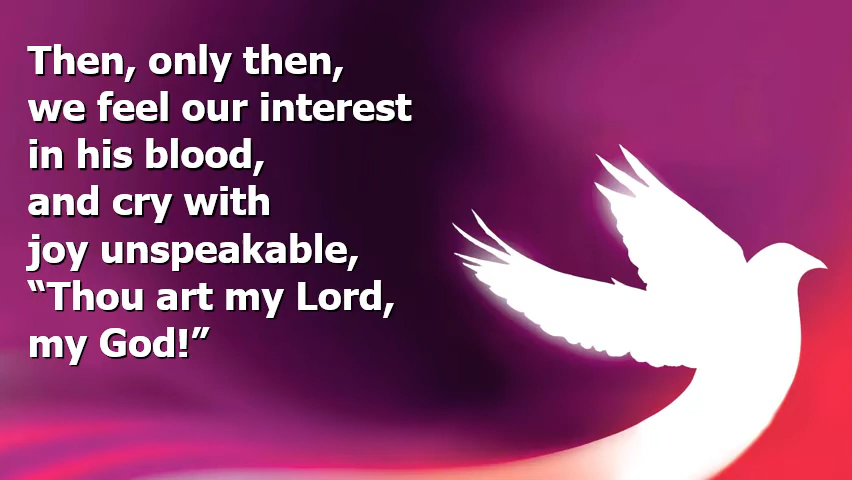 Then, only then,
we feel our interest
in his blood,
and cry with
joy unspeakable,
“Thou art my Lord,
my God!”